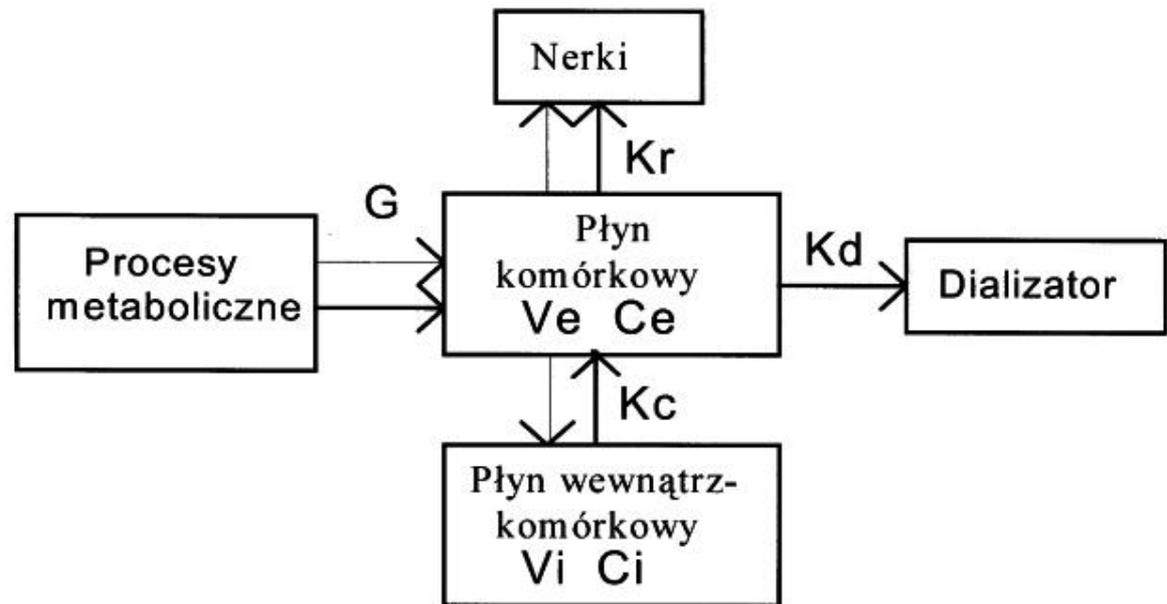 Nerki
Kr
G
Procesy
metaboliczne
Płyn
komórkowy
Ve Ce
Kd
Dializator
Kc
Płyn wewnątrz-
komórkowy
Vi Ci